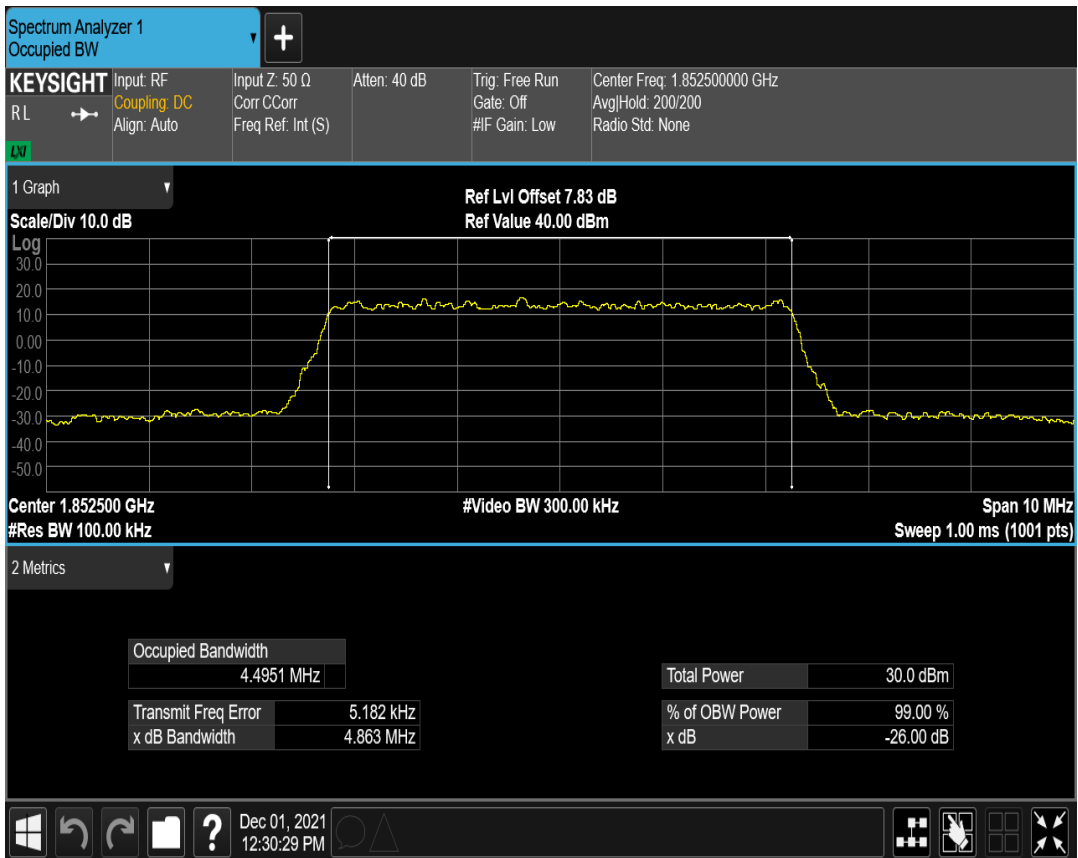 Spectrum Analyzer 1
Occupied BW
+
KEYSIGHT
R L
LXI
Input: RF
Coupling: DC
Align: Auto
Input Z: 50 Ω
Corr CCorr
Freq Ref: Int (S)
Atten: 40 dB
Trig: Free Run
Gate: Off
#IF Gain: Low
Center Freq: 1.852500000 GHz
Avg|Hold: 200/200
Radio Std: None
1 Graph
Scale/Div 10.0 dB
Ref Lvl Offset 7.83 dB
Ref Value 40.00 dBm
Log
30.0
20.0
10.0
0.00
-10.0
-20.0
-30.0
-40.0
-50.0
Center 1.852500 GHz
#Res BW 100.00 kHz
#Video BW 300.00 kHz
Span 10 MHz
Sweep 1.00 ms (1001 pts)
2 Metrics
Occupied Bandwidth
4.4951 MHz
Total Power 30.0 dBm
Transmit Freq Error 5.182 kHz
% of OBW Power 99.00 %
x dB Bandwidth 4.863 MHz
x dB -26.00 dB
?
Dec 01, 2021
12:30:29 PM